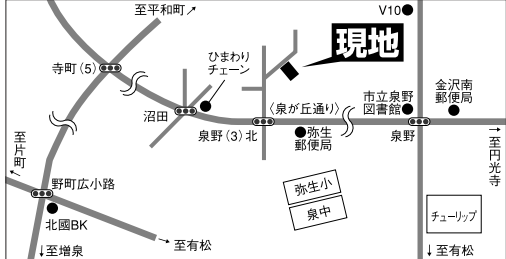 至平和町↗
V10
現地
寺町(5)
ひまわり
チェーン
沼田
〈泉が丘通り〉
市立泉野
図書館
金沢南
郵便局
泉野(3)北
弥生
郵便局
泉野
→
至円光寺
至片町
←
野町広小路
弥生小
泉中
チューリップ
北國BK
→至有松
↓至増泉
↓至有松